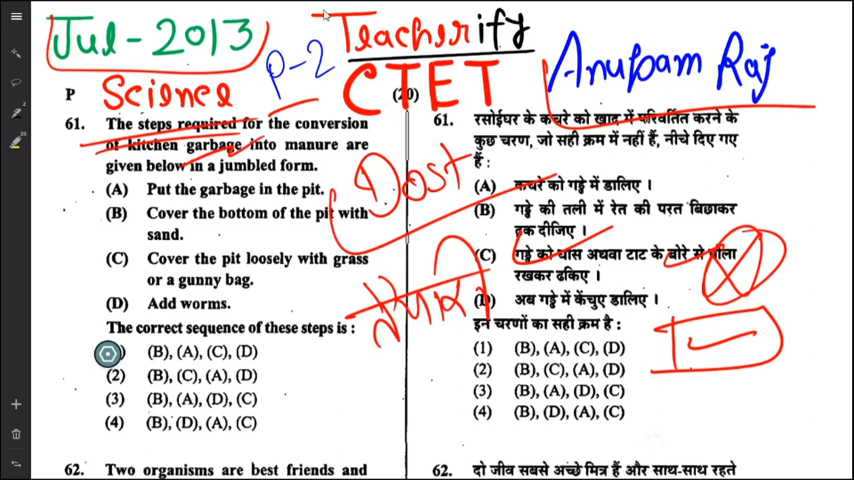 Jul-2013
P-2
Teacherify
CTET
Anupam Raj
P Science (20)
61. The steps required for the conversion
of kitchen garbage into manure are
given below in a jumbled form.
(A) Put the garbage in the pit.
(B) Cover the bottom of the pit with
sand.
(C) Cover the pit loosely with grass
or a gunny bag.
(D) Add worms.
The correct sequence of these steps is :
(B), (A), (C), (D)
(2) (B), (C), (A), (D)
(3) (B), (A), (D), (C)
(4) (B), (D), (A), (C)
62. Two organisms are best friends and
Dost
61. रसोईघर के कचरे को खाद में परिवर्तित करने के
कुछ चरण, जो सही क्रम में नहीं हैं, नीचे दिए गए
हैं :
(A) कचरे को गड्ढे में डालिए ।
(B) गड्ढे की तली में रेत की परत बिछाकर
ढक दीजिए ।
(C) गड्ढे को घास अथवा टाट के बोरे से ढीला
रखकर ढकिए ।
(D) अब गड्ढे में केंचुए डालिए ।
इन चरणों का सही क्रम है :
(1) (B), (A), (C), (D)
(2) (B), (C), (A), (D)
(3) (B), (A), (D), (C)
(4) (B), (D), (A), (C)
62. दो जीव सबसे अच्छे मित्र हैं और साथ-साथ रहते